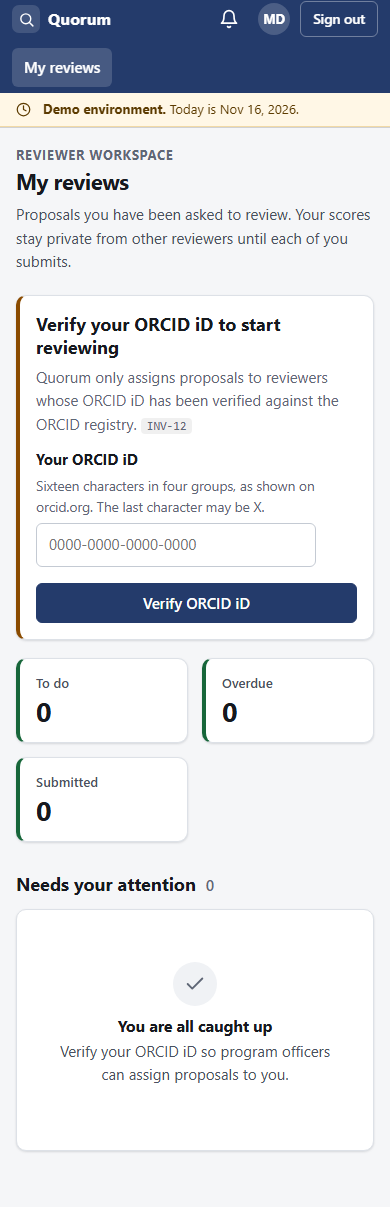 Quorum
MD
Sign out
My reviews
Demo environment. Today is Nov 16, 2026.
REVIEWER WORKSPACE
My reviews
Proposals you have been asked to review. Your scores
stay private from other reviewers until each of you
submits.
Verify your ORCID iD to start
reviewing
Quorum only assigns proposals to reviewers
whose ORCID iD has been verified against the
ORCID registry. INV-12
Your ORCID iD
Sixteen characters in four groups, as shown on
orcid.org. The last character may be X.
0000-0000-0000-0000
Verify ORCID iD
To do
0
Overdue
0
Submitted
0
Needs your attention 0
You are all caught up
Verify your ORCID iD so program officers
can assign proposals to you.